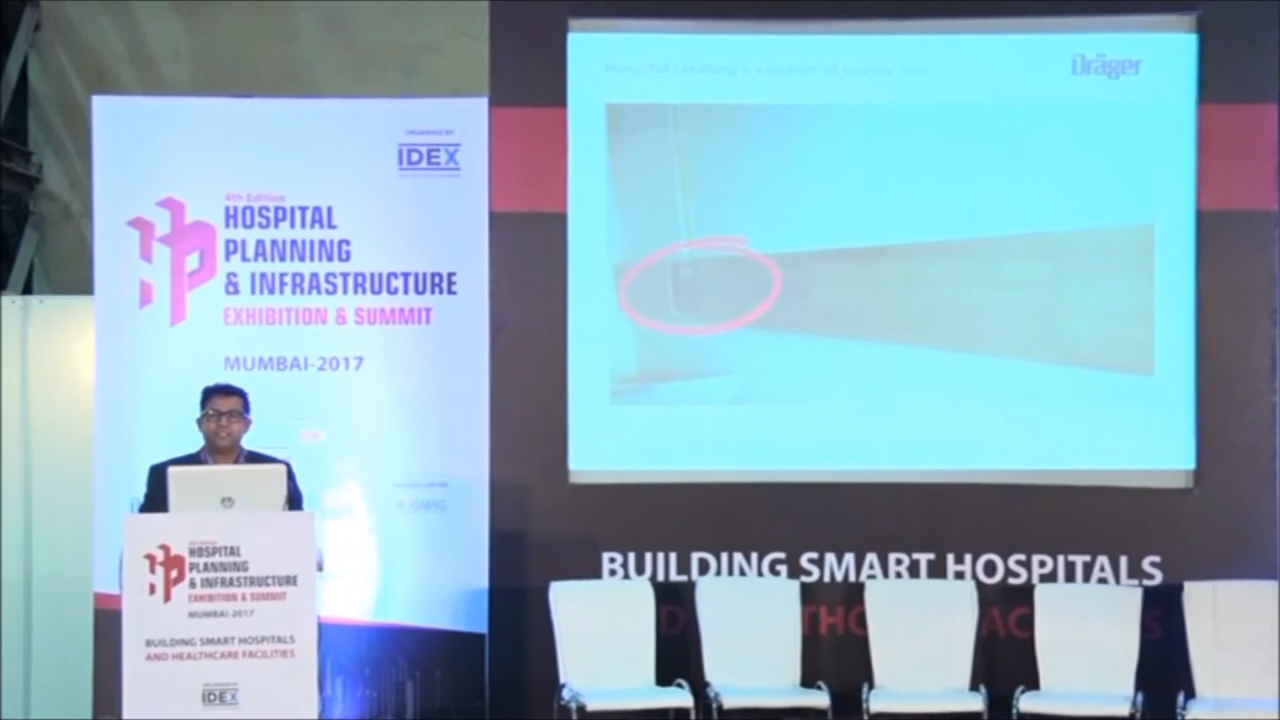 ORGANISED BY
IDEX
4th Edition
HOSPITAL
PLANNING
& INFRASTRUCTURE
EXHIBITION & SUMMIT
MUMBAI-2017
Dräger
HOSPITAL
PLANNING
& INFRASTRUCTURE
EXHIBITION & SUMMIT
MUMBAI-2017
BUILDING SMART HOSPITALS
AND HEALTHCARE FACILITIES
IDEX
BUILDING SMART HOSPITALS